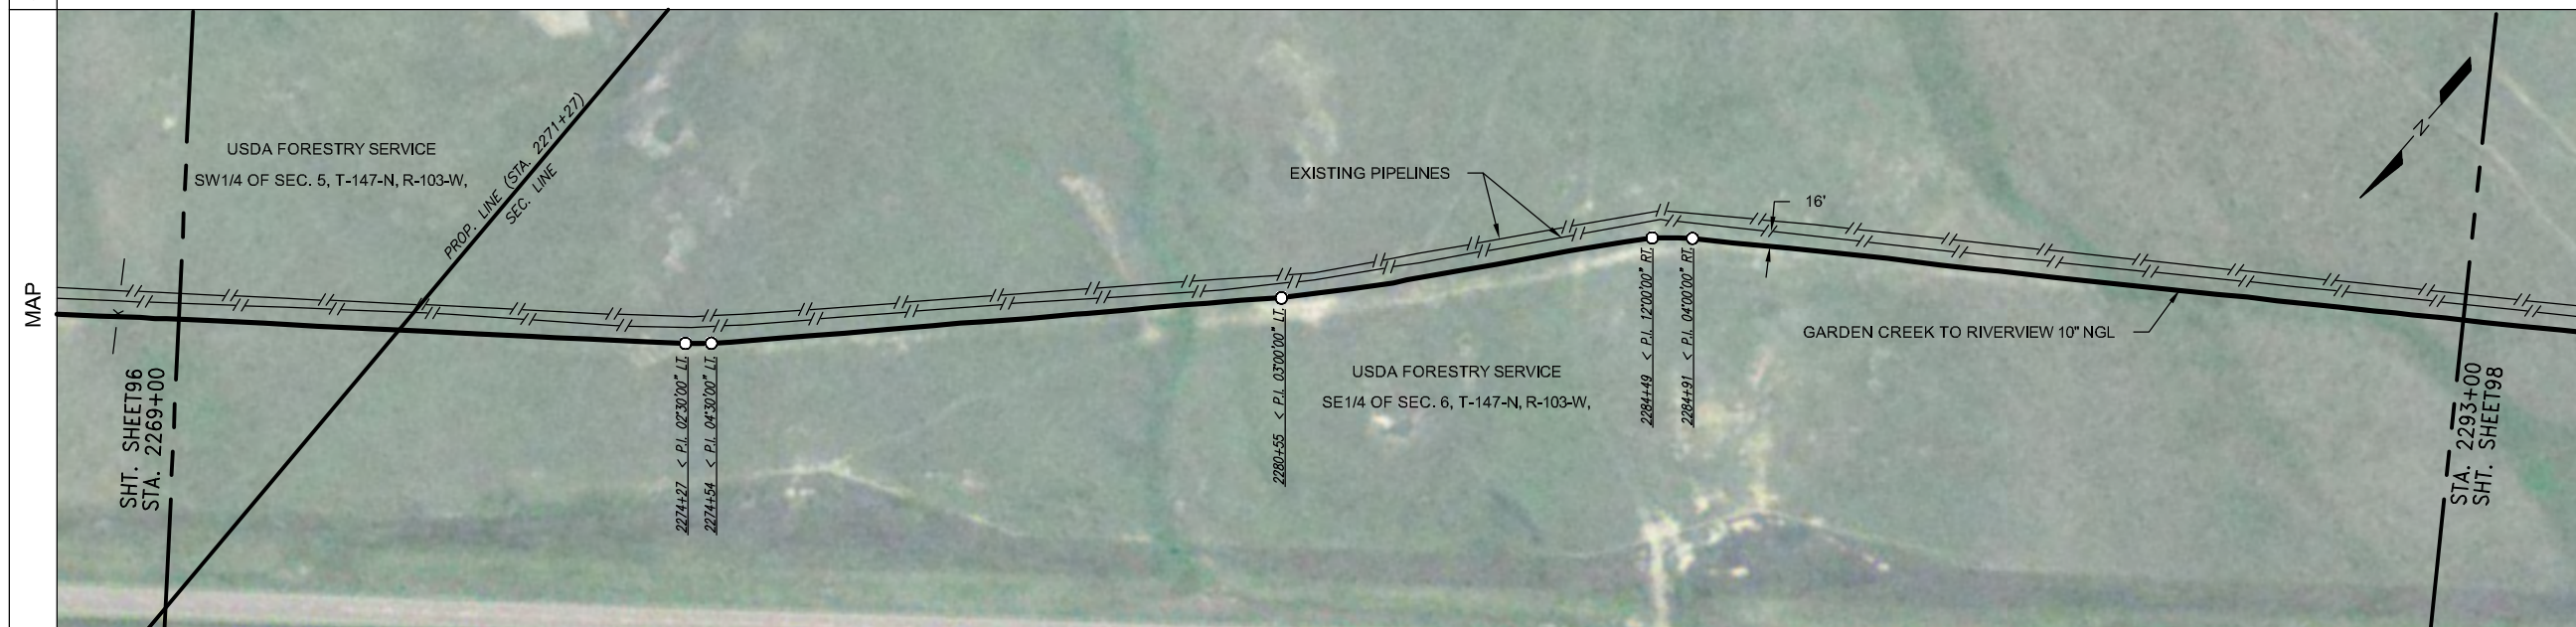 MAP
USDA FORESTRY SERVICE
SW1/4 OF SEC. 5, T-147-N, R-103-W,
PROP. LINE (STA. 2271+27)
SEC. LINE
SHT. SHEET96
STA. 2269+00
2274+27 < P.I. 02°30'00" LT.
2274+54 < P.I. 04°30'00" LT.
2280+55 < P.I. 03°00'00" LT.
EXISTING PIPELINES
USDA FORESTRY SERVICE
SE1/4 OF SEC. 6, T-147-N, R-103-W,
2284+49 < P.I. 12°00'00" RT.
2284+91 < P.I. 04°00'00" RT.
16'
GARDEN CREEK TO RIVERVIEW 10" NGL
N
STA. 2293+00
SHT. SHEET98